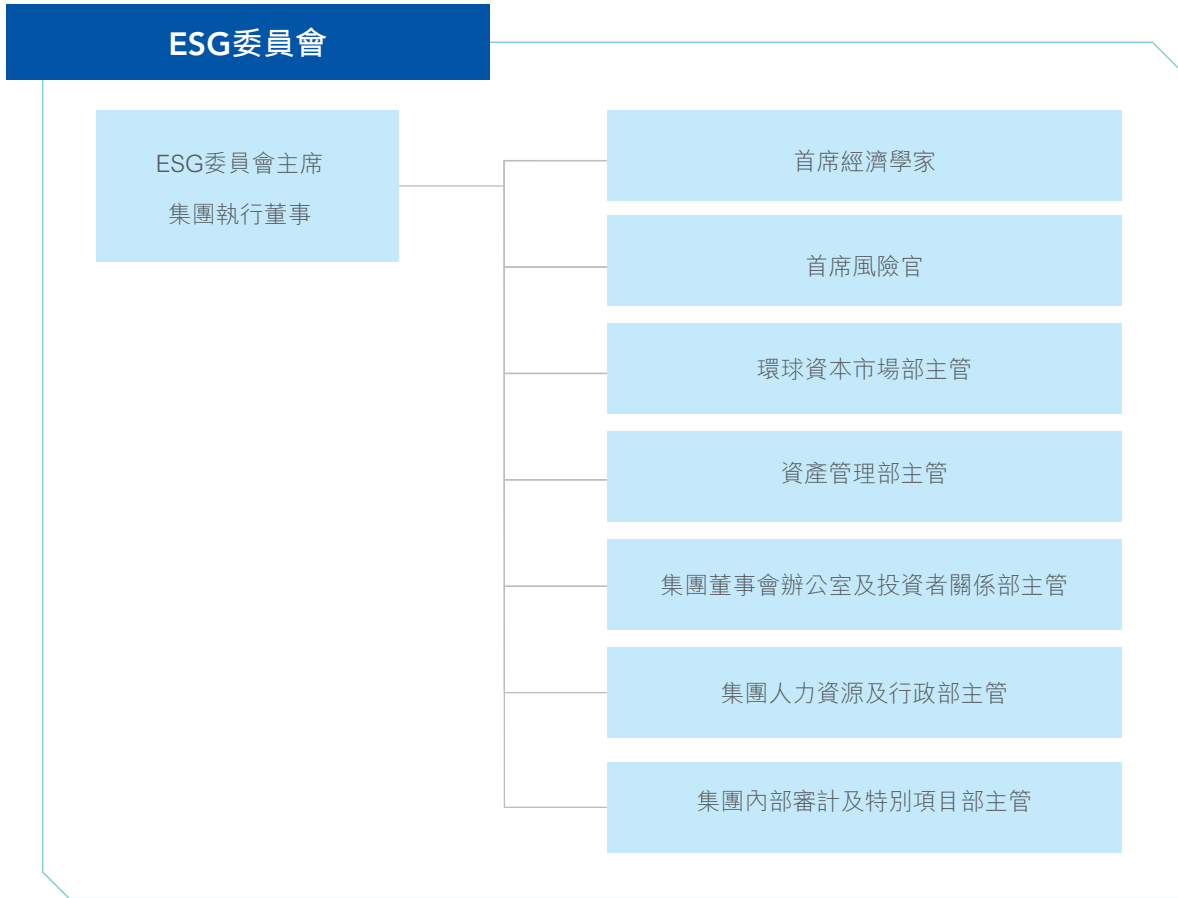 ESG委員會
ESG委員會主席
集團執行董事
首席經濟學家
首席風險官
環球資本市場部主管
資產管理部主管
集團董事會辦公室及投資者關係部主管
集團人力資源及行政部主管
集團內部審計及特別項目部主管